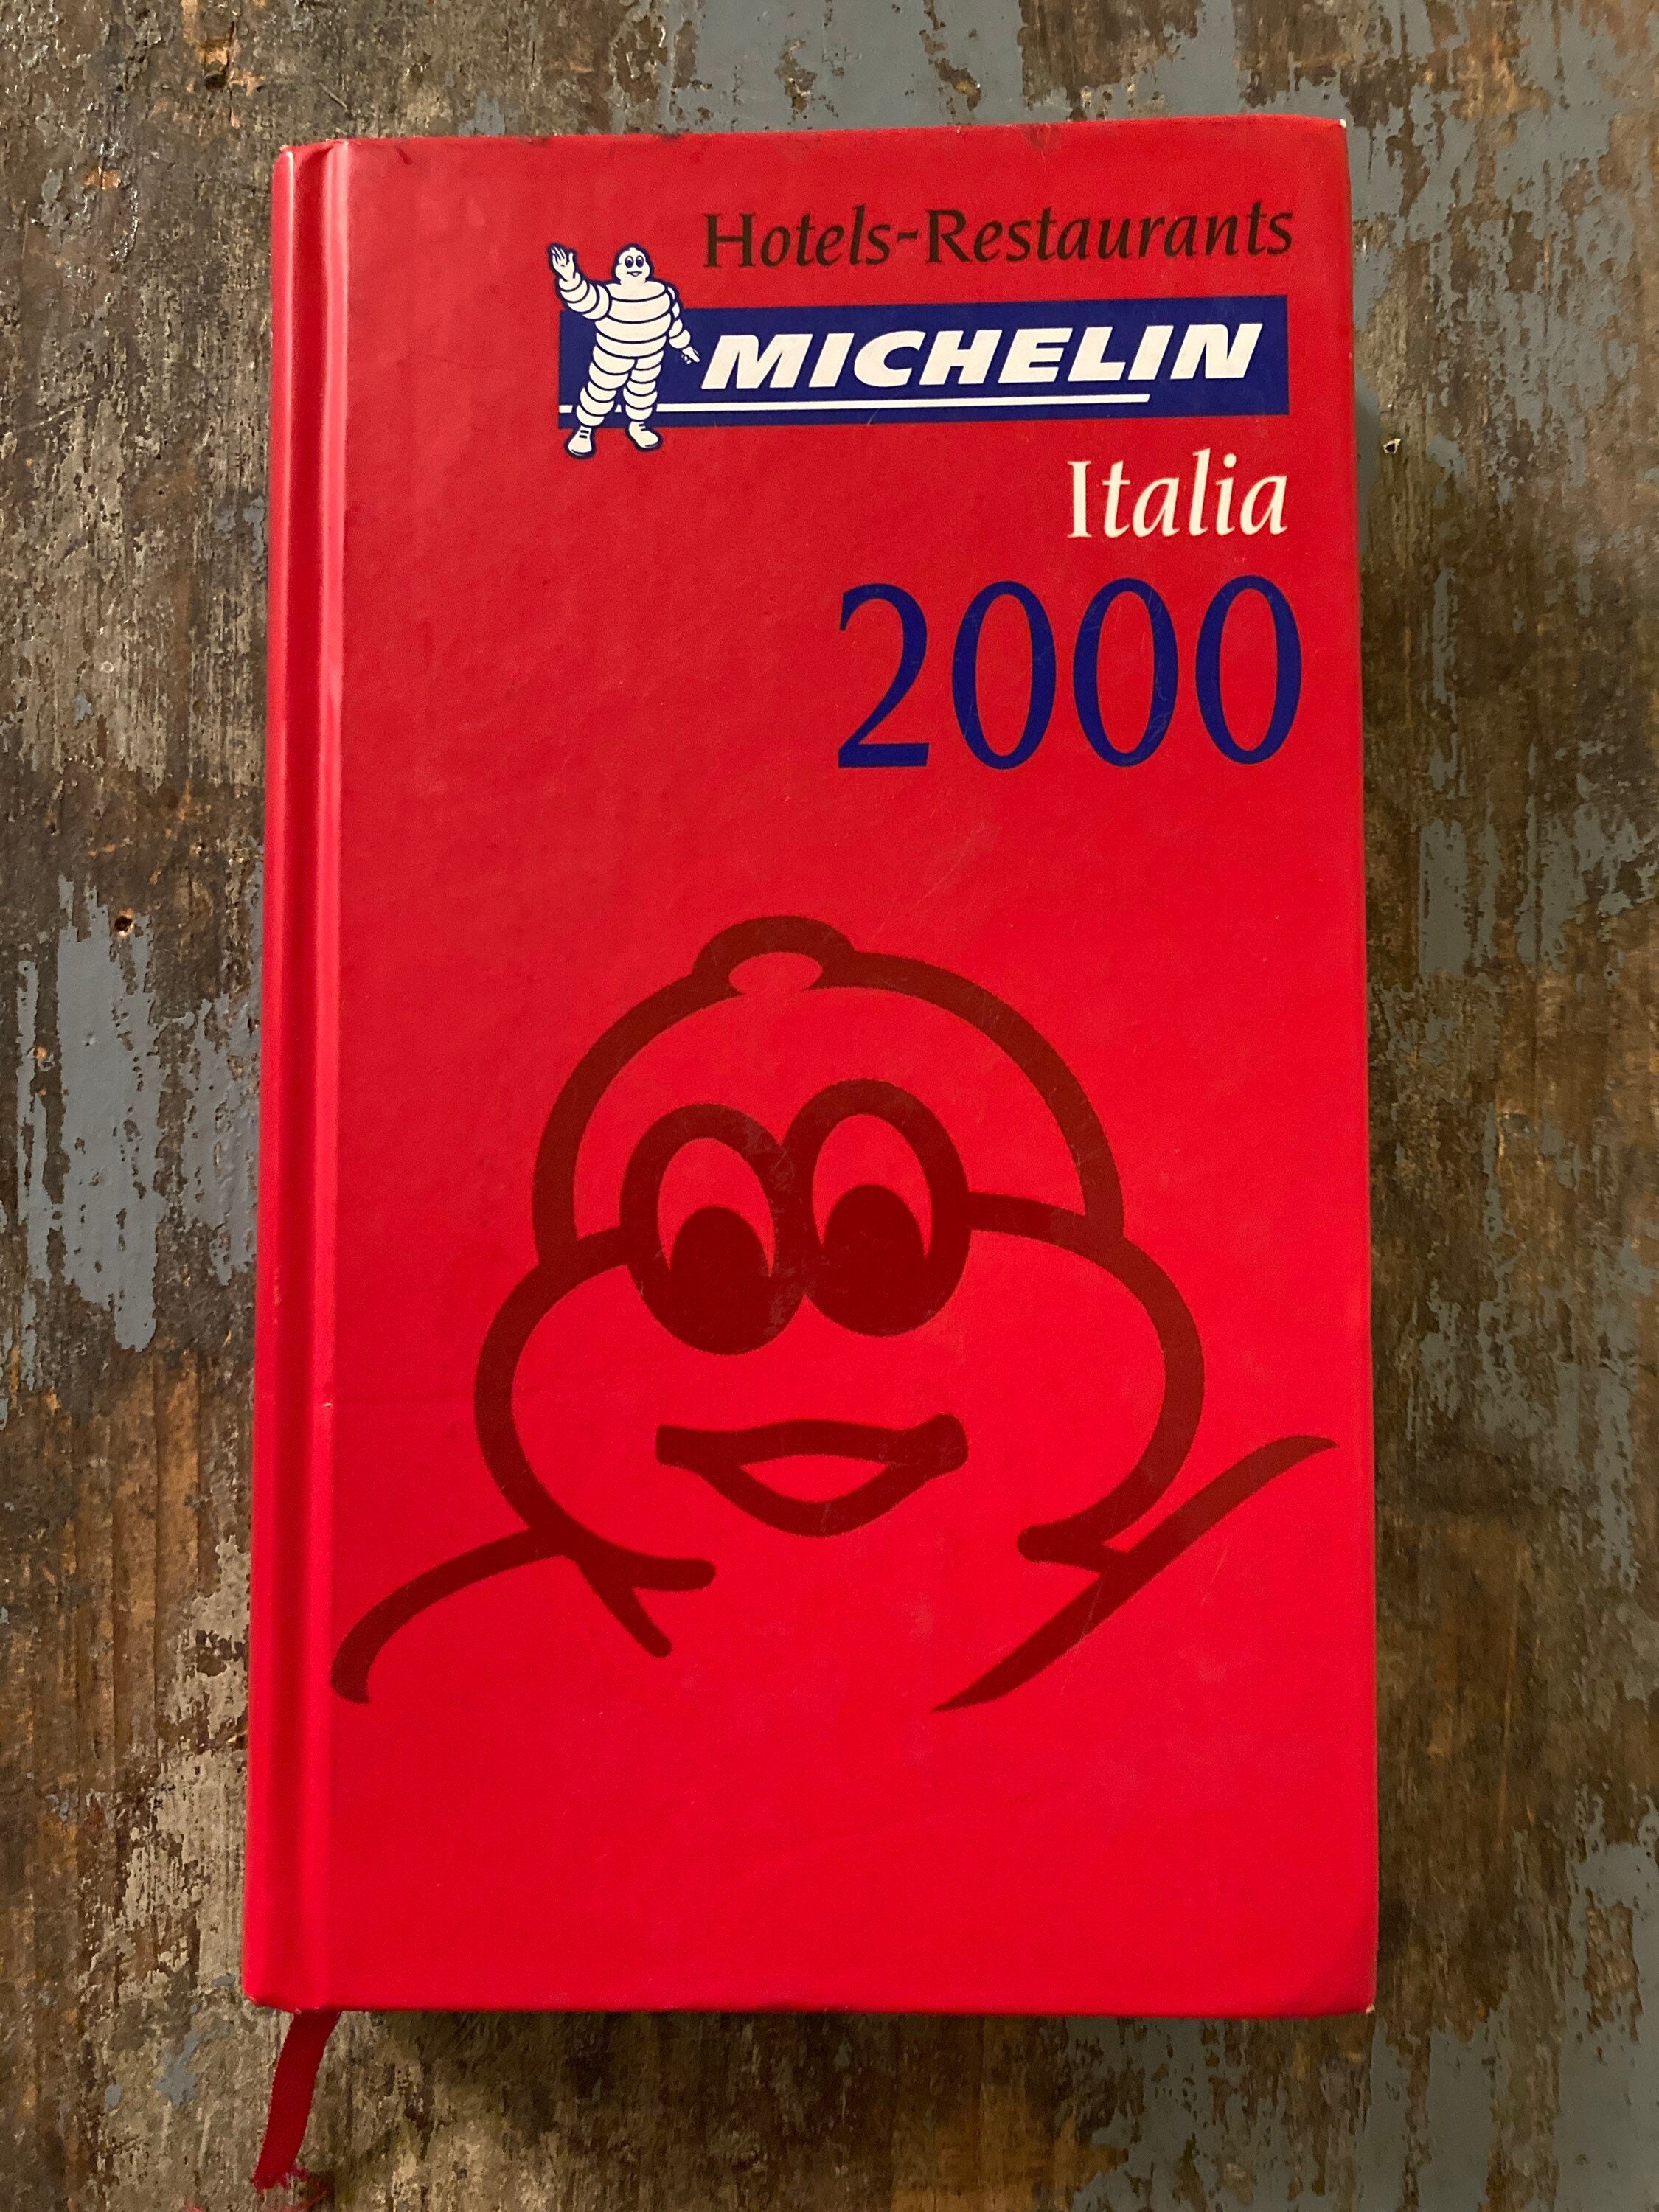 Hotels-Restaurants
MICHELIN
Italia
2000